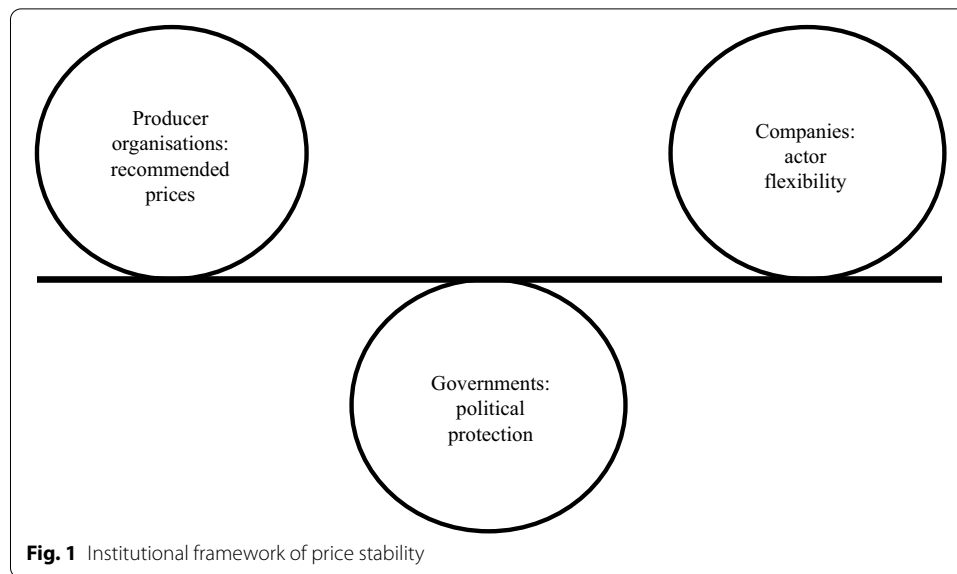 Producer
organisations:
recommended
prices
Companies:
actor
flexibility
Governments:
political
protection
Fig. 1 Institutional framework of price stability